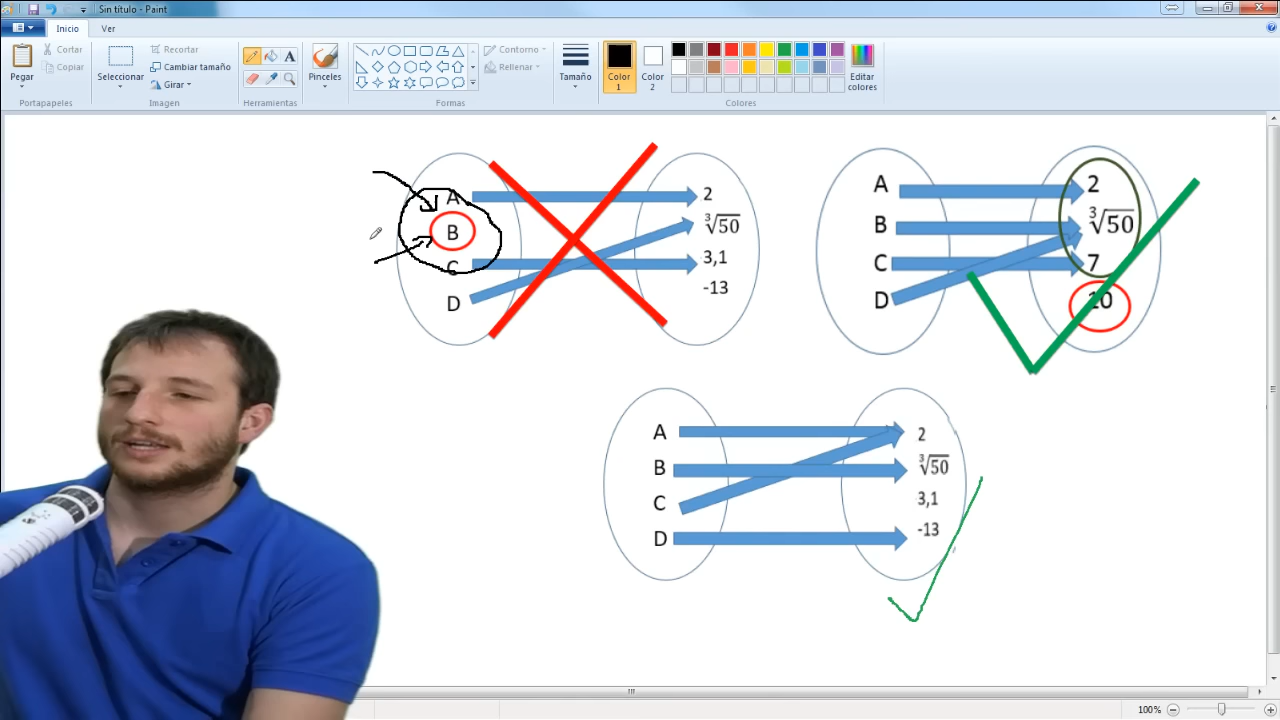 Sin título - Paint
Inicio Ver
Pegar
Cortar
Copiar
Portapapeles
Seleccionar
Recortar
Cambiar tamaño
Girar
Imagen
A
Herramientas
Pinceles
Contorno
Rellenar
Formas
Tamaño
Color 1
Color 2
Editar colores
Colores
A
B
C
D
2
∛50
3,1
-13
A
B
C
D
2
∛50
7
10
A
B
C
D
2
∛50
3,1
-13
100%